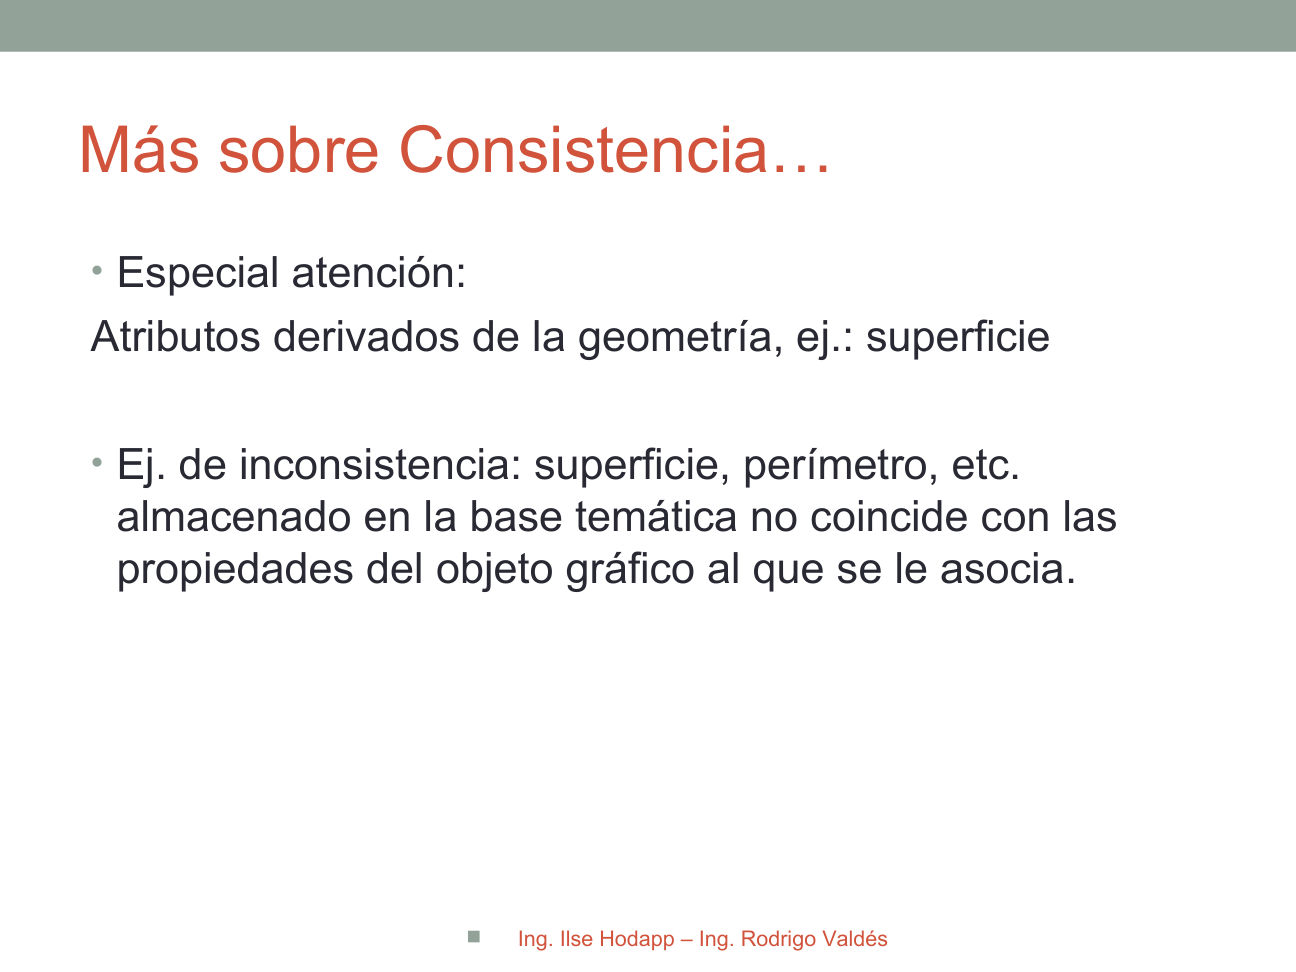 Más sobre Consistencia…
• Especial atención:
Atributos derivados de la geometría, ej.: superficie
• Ej. de inconsistencia: superficie, perímetro, etc.
almacenado en la base temática no coincide con las
propiedades del objeto gráfico al que se le asocia.
Ing. Ilse Hodapp – Ing. Rodrigo Valdés